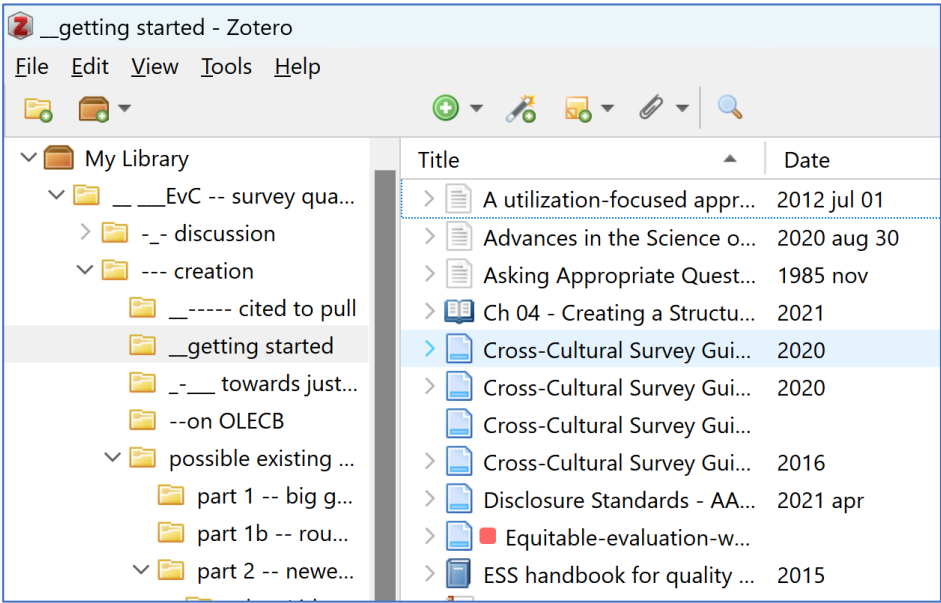 __getting started - Zotero
File Edit View Tools Help
My Library
__ ___EvC -- survey qua...
-_- discussion
--- creation
__----- cited to pull
__getting started
_-___ towards just...
--on OLECB
possible existing ...
part 1 -- big g...
part 1b -- rou...
part 2 -- newe...
Title Date
A utilization-focused appr... 2012 jul 01
Advances in the Science o... 2020 aug 30
Asking Appropriate Quest... 1985 nov
Ch 04 - Creating a Structu... 2021
Cross-Cultural Survey Gui... 2020
Cross-Cultural Survey Gui... 2020
Cross-Cultural Survey Gui...
Cross-Cultural Survey Gui... 2016
Disclosure Standards - AA... 2021 apr
Equitable-evaluation-w...
ESS handbook for quality ... 2015